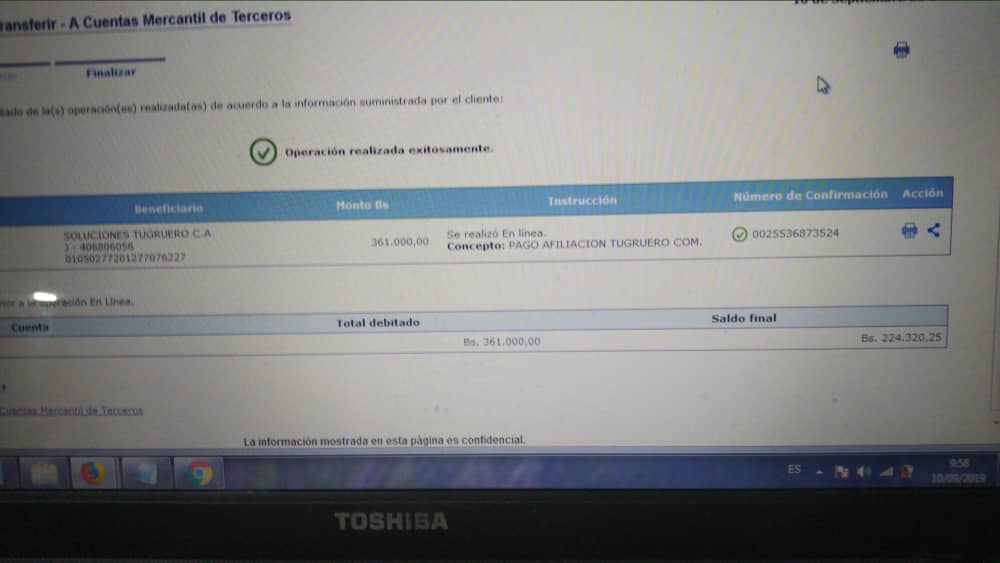 ransferir - A Cuentas Mercantil de Terceros
Finalizar
de la(s) operación(es) realizada(as) de acuerdo a la información suministrada por el cliente:
Operación realizada exitosamente.
Beneficiario Monto Bs Instrucción Número de Confirmación Acción
SOLUCIONES TUGRUERO C.A
J - 406806056
01050277201277076227
361.000,00
Se realizó En línea.
Concepto: PAGO AFILIACION TUGRUERO COM.
0025536873524
a la operación En Línea.
Cuenta Total debitado Saldo final
Bs. 361.000,00 Bs. 224.320,25
Cuentas Mercantil de Terceros
La información mostrada en esta página es confidencial.
ES
9:58
10/09/2019
TOSHIBA